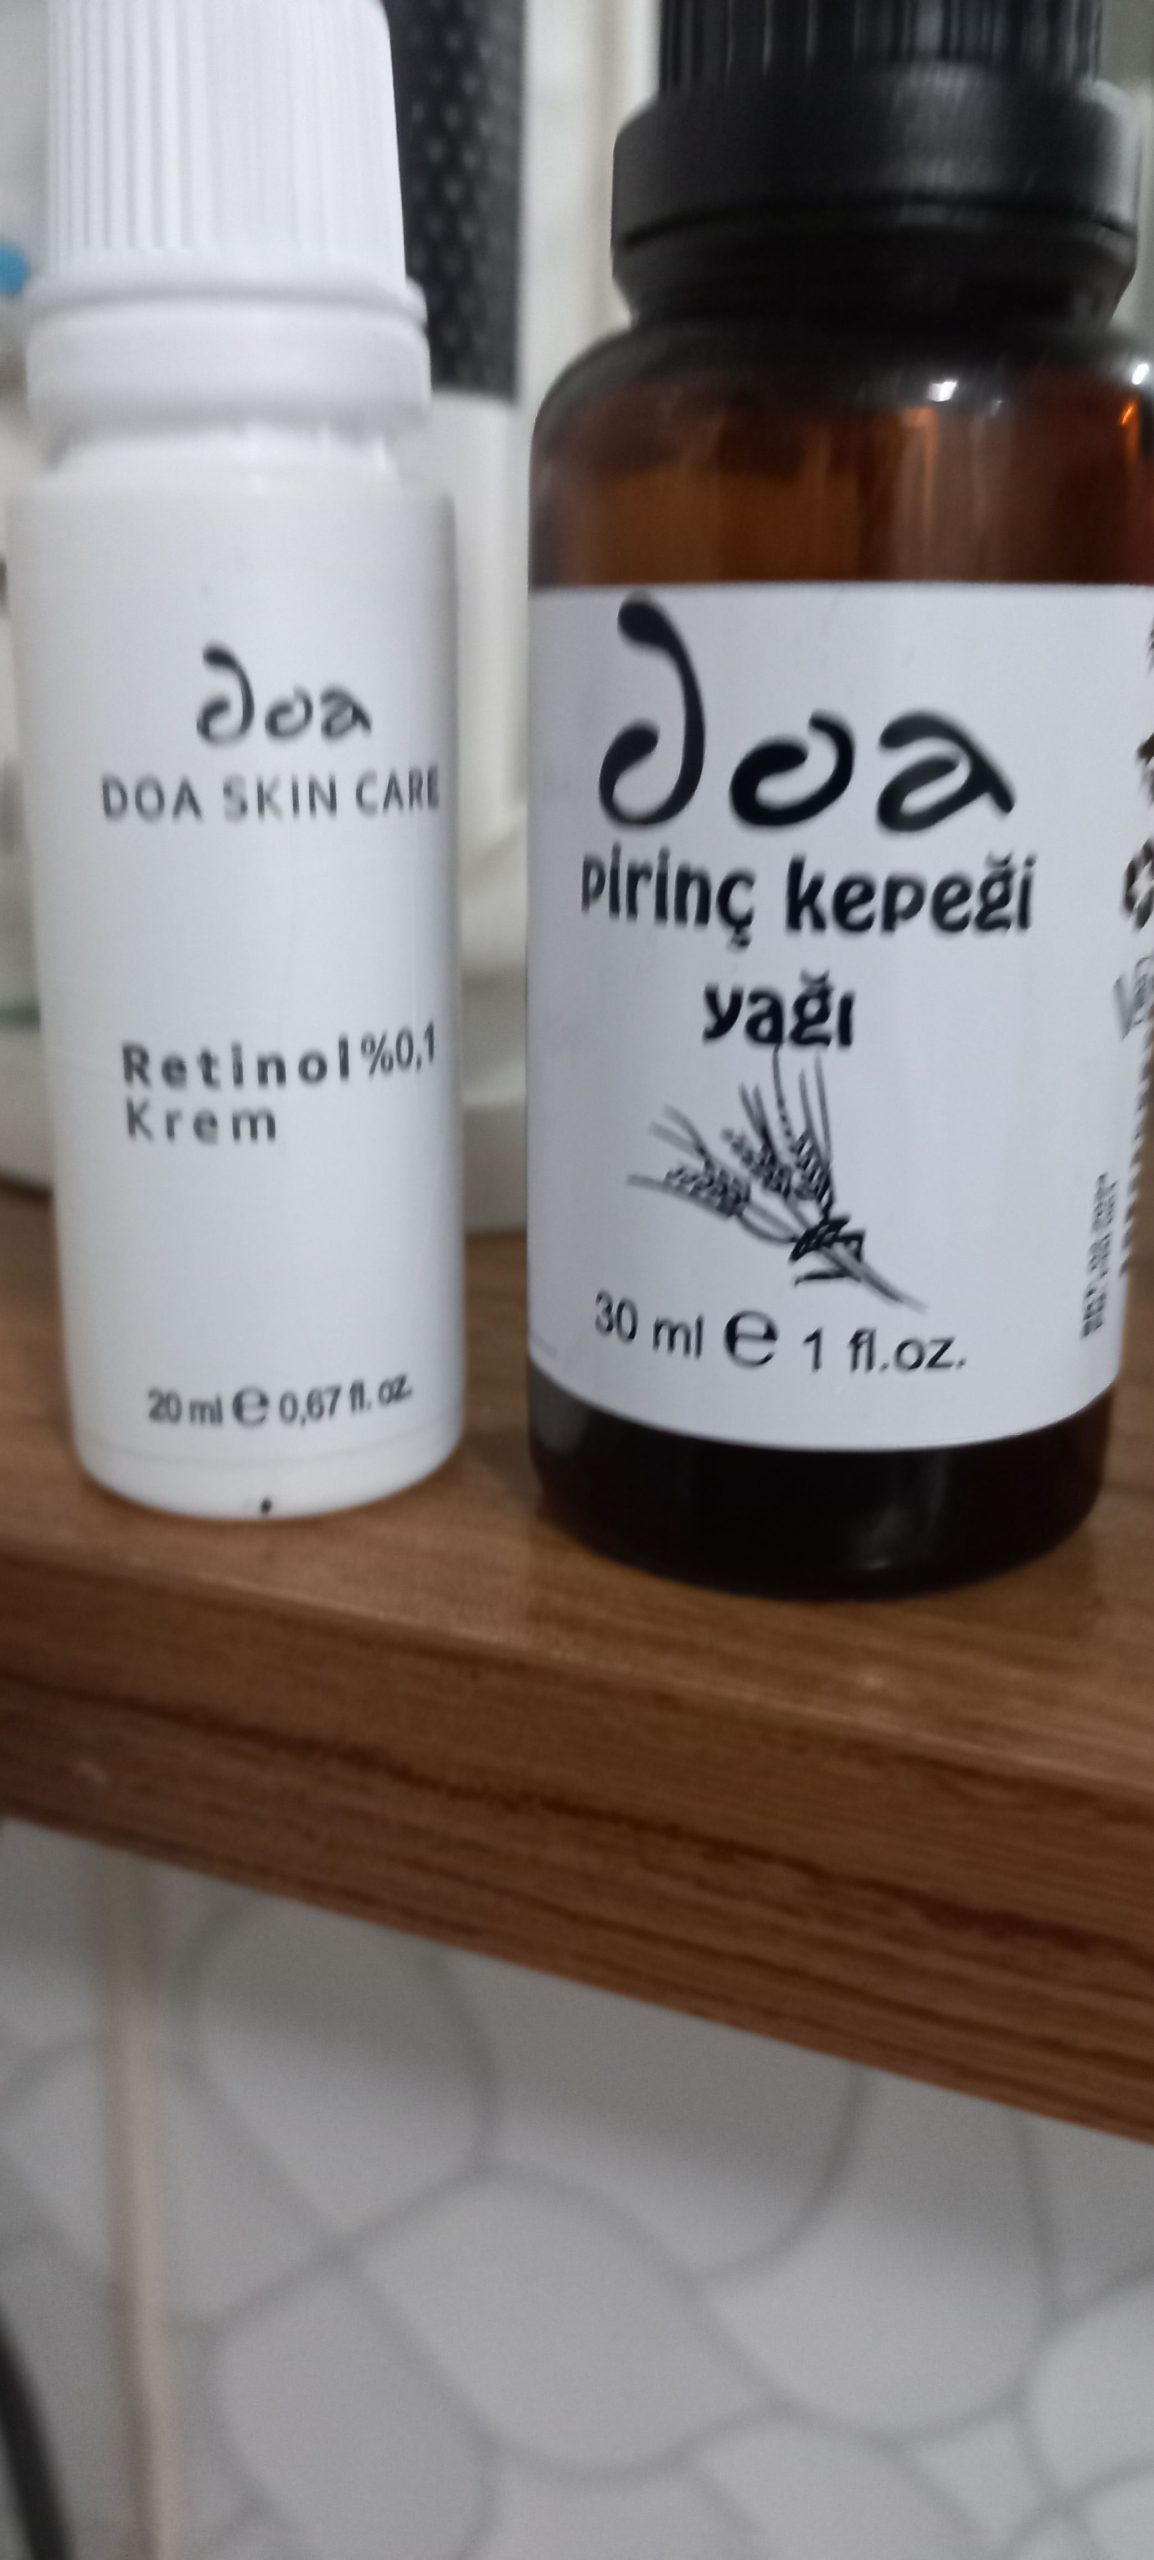 doa
DOA SKIN CARE
Retinol %0,1
Krem
20 ml e 0,67 fl. oz.
doa
pirinç kepeği
yağı
30 ml e 1 fl.oz.